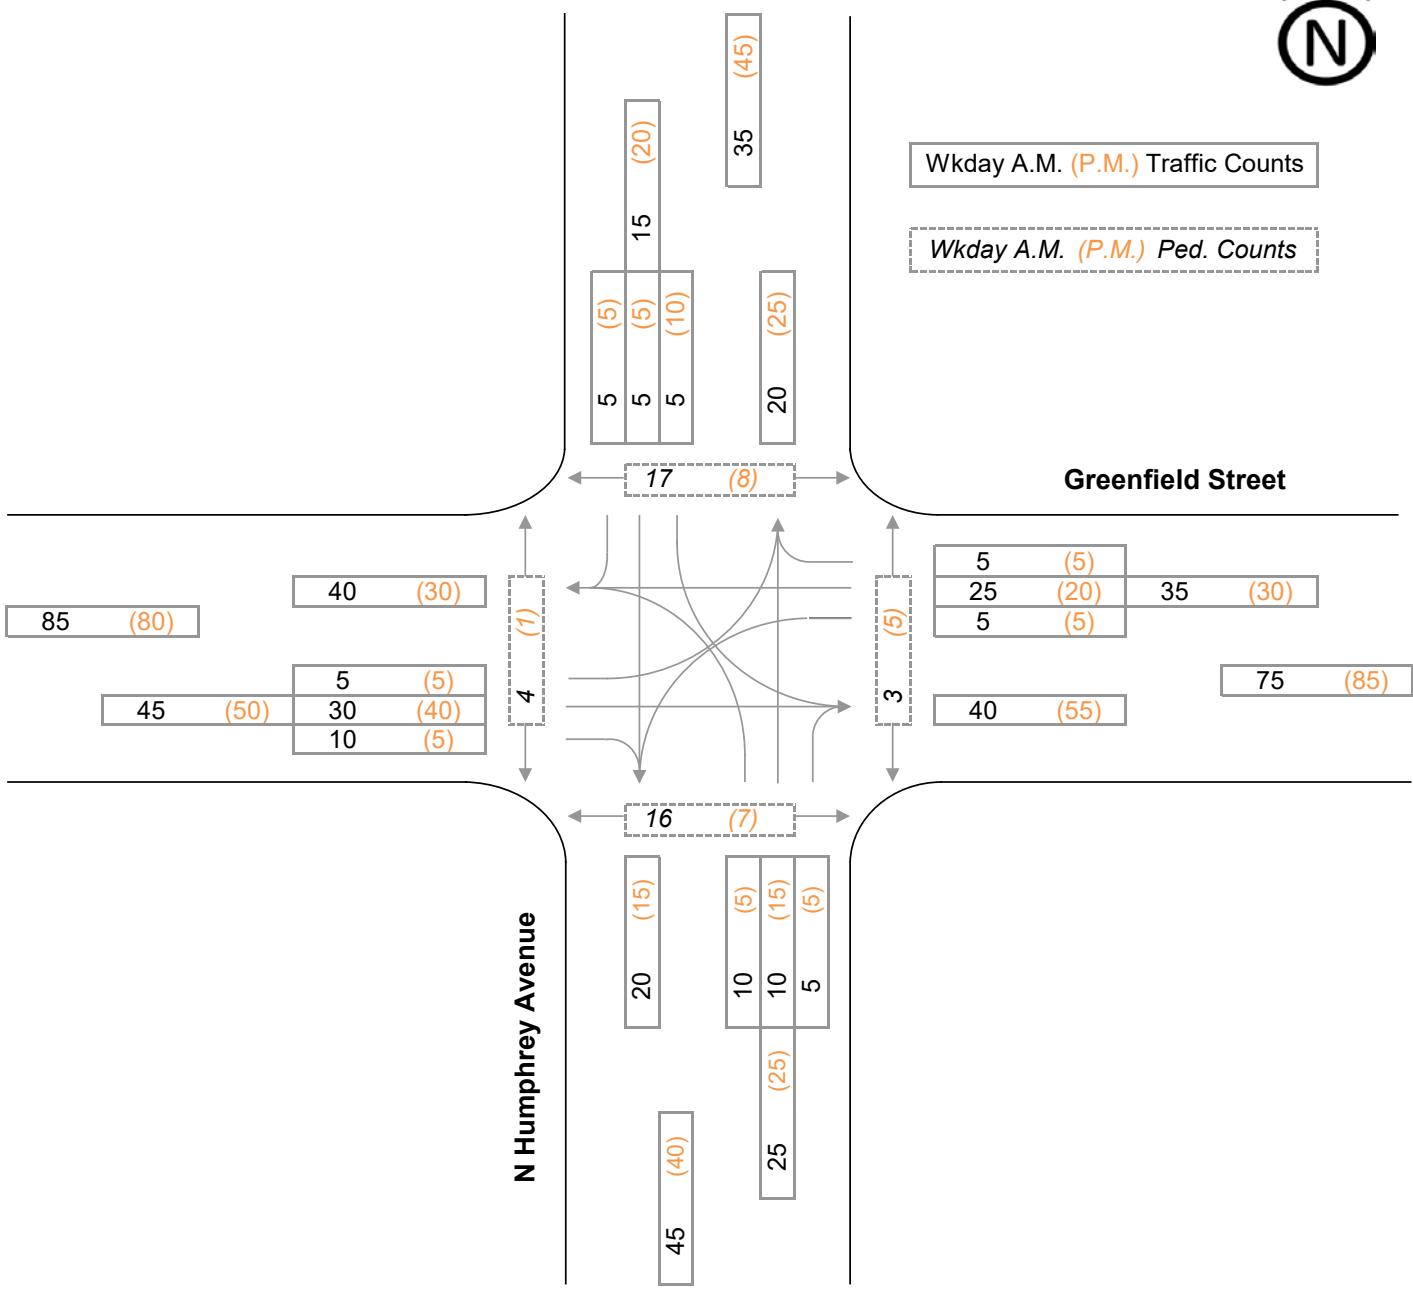 N
(45)
35
(20)
15
Wkday A.M. (P.M.) Traffic Counts
Wkday A.M. (P.M.) Ped. Counts
(5) (5) (10)
5 5 5
(25)
20
17 (8)
Greenfield Street
40 (30)
85 (80)
5 (5)
45 (50) 30 (40)
10 (5)
(1)
4
(5)
3
5 (5)
25 (20) 35 (30)
5 (5)
75 (85)
40 (55)
16 (7)
N Humphrey Avenue
(15)
20
(5) (15) (5)
10 10 5
(25)
25
(40)
45